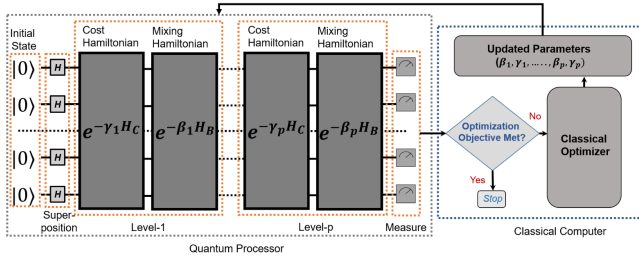 Initial
State
Cost
Hamiltonian
Mixing
Hamiltonian
Cost
Hamiltonian
Mixing
Hamiltonian
|0⟩ H
|0⟩ H
|0⟩ H
|0⟩ H
e^{-γ₁H_C}
e^{-β₁H_B}
e^{-γ_pH_C}
e^{-β_pH_B}
Super-
position
Level-1
Level-p
Measure
Quantum Processor
Updated Parameters
(β₁, γ₁, ....., β_p, γ_p)
Optimization
Objective Met?
No
Yes
Stop
Classical
Optimizer
Classical Computer